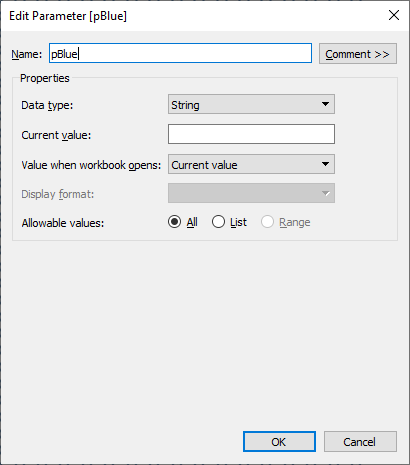 Edit Parameter [pBlue]
Name: pBlue Comment >>
Properties
Data type: String
Current value:
Value when workbook opens: Current value
Display format:
Allowable values: All List Range
OK Cancel